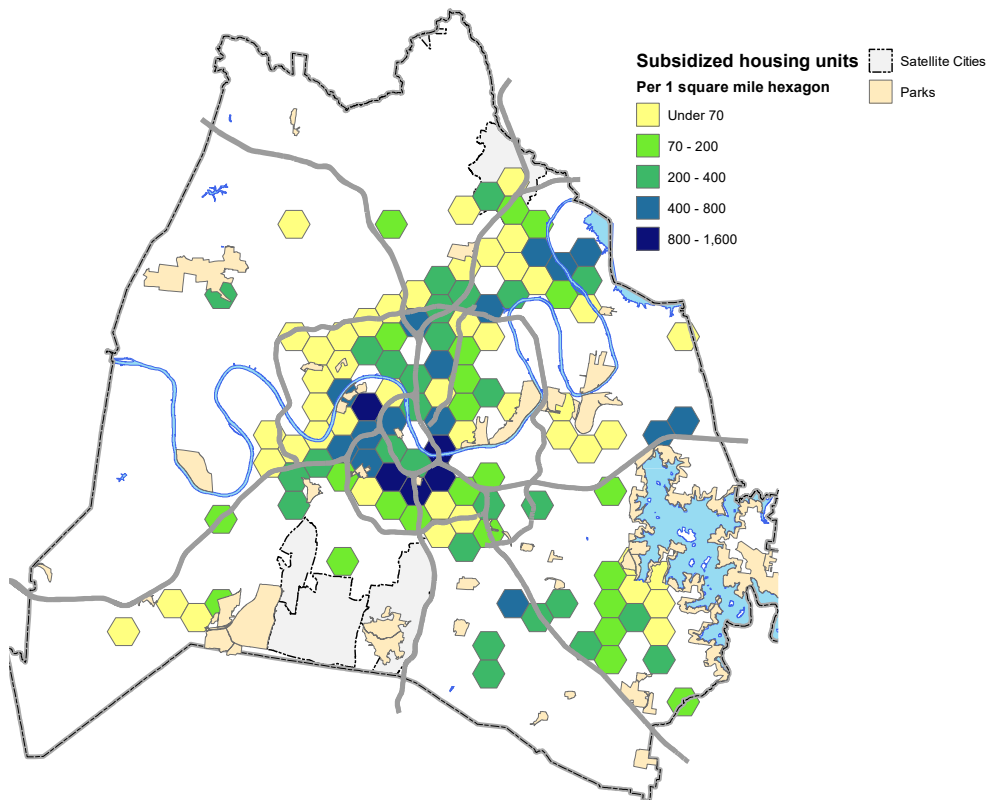 Subsidized housing units
Per 1 square mile hexagon
Under 70
70 - 200
200 - 400
400 - 800
800 - 1,600
Satellite Cities
Parks